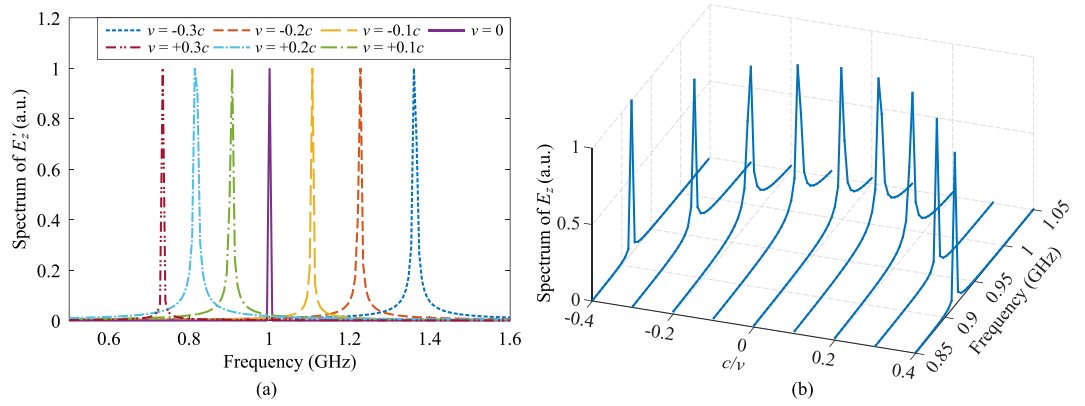 1.2
v = -0.3c v = -0.2c v = -0.1c v = 0
v = +0.3c v = +0.2c v = +0.1c
1
0.8
0.6
0.4
0.2
0
Spectrum of E'z (a.u.)
0.6 0.8 1 1.2 1.4 1.6
Frequency (GHz)
(a)
1
0.5
0
Spectrum of Ez (a.u.)
-0.4 -0.2 0 0.2 0.4
c/v
0.85 0.9 0.95 1 1.05
Frequency (GHz)
(b)